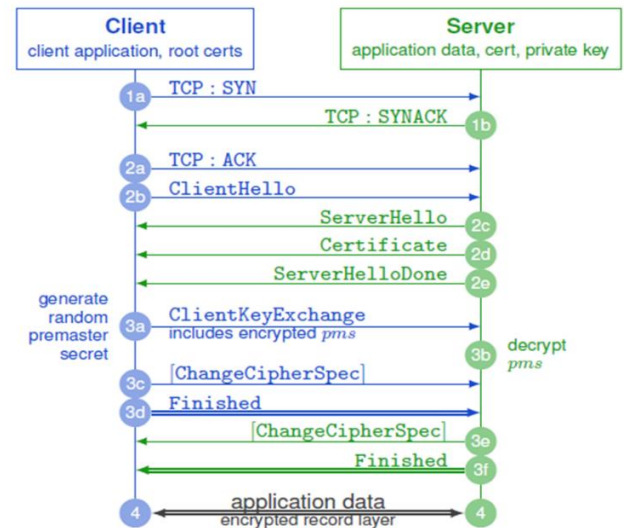 Client
client application, root certs
Server
application data, cert, private key
1a
TCP : SYN
TCP : SYNACK
1b
2a
TCP : ACK
2b
ClientHello
ServerHello
2c
Certificate
2d
ServerHelloDone
2e
generate
random
premaster
secret
3a
ClientKeyExchange
includes encrypted pms
3b
decrypt
pms
3c
[ChangeCipherSpec]
3d
Finished
[ChangeCipherSpec]
3e
Finished
3f
4
application data
encrypted record layer
4